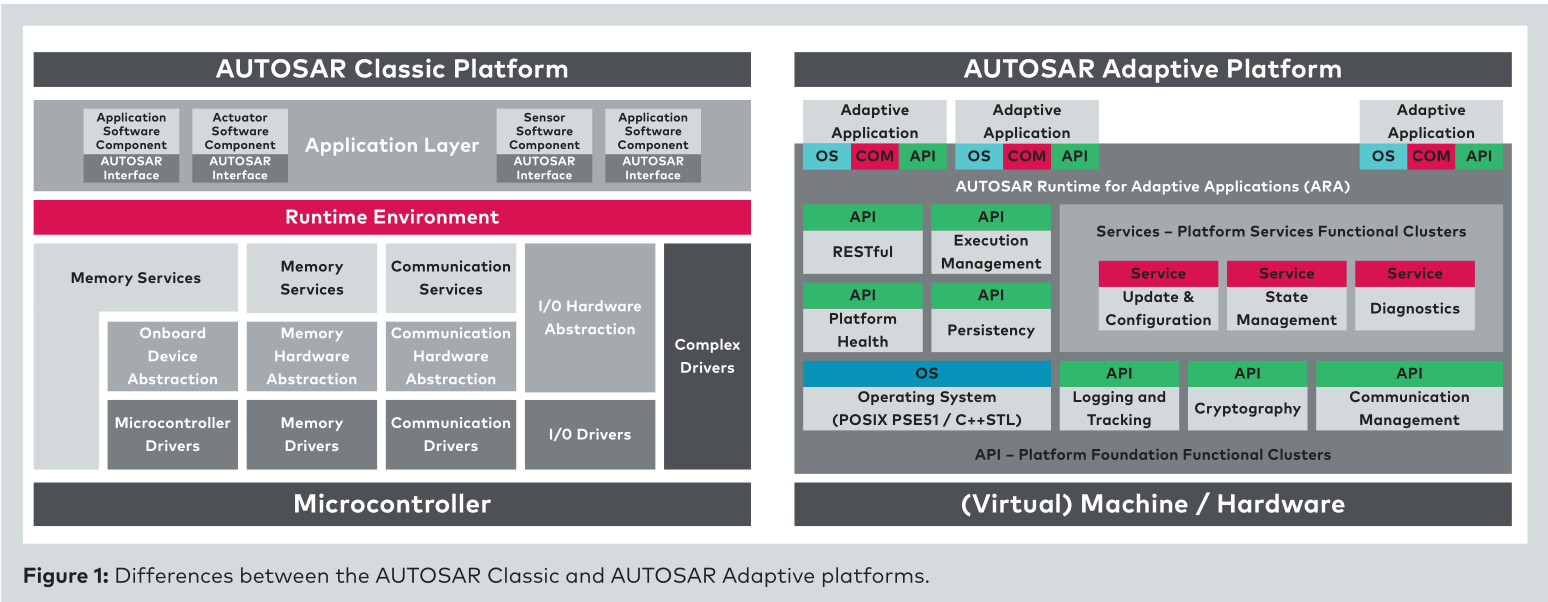 AUTOSAR Classic Platform
Application
Software
Component
AUTOSAR
Interface
Actuator
Software
Component
AUTOSAR
Interface
Application Layer
Sensor
Software
Component
AUTOSAR
Interface
Application
Software
Component
AUTOSAR
Interface
Runtime Environment
Memory Services
Memory
Services
Communication
Services
I/0 Hardware
Abstraction
Complex
Drivers
Onboard
Device
Abstraction
Memory
Hardware
Abstraction
Communication
Hardware
Abstraction
Microcontroller
Drivers
Memory
Drivers
Communication
Drivers
I/0 Drivers
Microcontroller
AUTOSAR Adaptive Platform
Adaptive
Application
OS COM API
Adaptive
Application
OS COM API
Adaptive
Application
OS COM API
AUTOSAR Runtime for Adaptive Applications (ARA)
API
RESTful
API
Execution
Management
API
Platform
Health
API
Persistency
Services – Platform Services Functional Clusters
Service
Update &
Configuration
Service
State
Management
Service
Diagnostics
OS
Operating System
(POSIX PSE51 / C++STL)
API
Logging and
Tracking
API
Cryptography
API
Communication
Management
API – Platform Foundation Functional Clusters
(Virtual) Machine / Hardware
Figure 1: Differences between the AUTOSAR Classic and AUTOSAR Adaptive platforms.